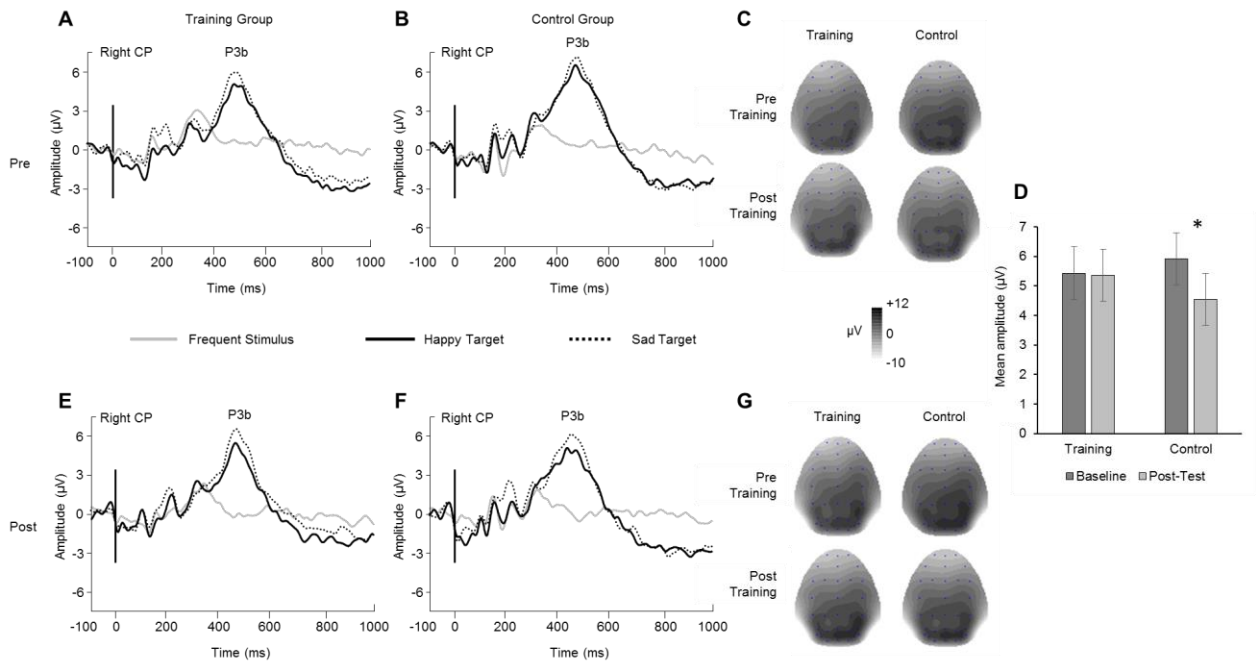 A Training Group
B Control Group
C
Training Control
Right CP P3b
Right CP P3b
Pre
Amplitude (µV)
6
3
0
-3
-6
-100 0 200 400 600 800 1000
Time (ms)
Amplitude (µV)
6
3
0
-3
-6
-100 0 200 400 600 800 1000
Time (ms)
Pre
Training
Post
Training
µV
+12
0
-10
D
Mean amplitude (µV)
7
6
5
4
3
2
1
0
*
Training Control
Baseline Post-Test
Frequent Stimulus Happy Target Sad Target
E
Right CP P3b
F
Right CP P3b
G
Training Control
Post
Amplitude (µV)
6
3
0
-3
-6
-100 0 200 400 600 800 1000
Time (ms)
Amplitude (µV)
6
3
0
-3
-6
-100 0 200 400 600 800 1000
Time (ms)
Pre
Training
Post
Training